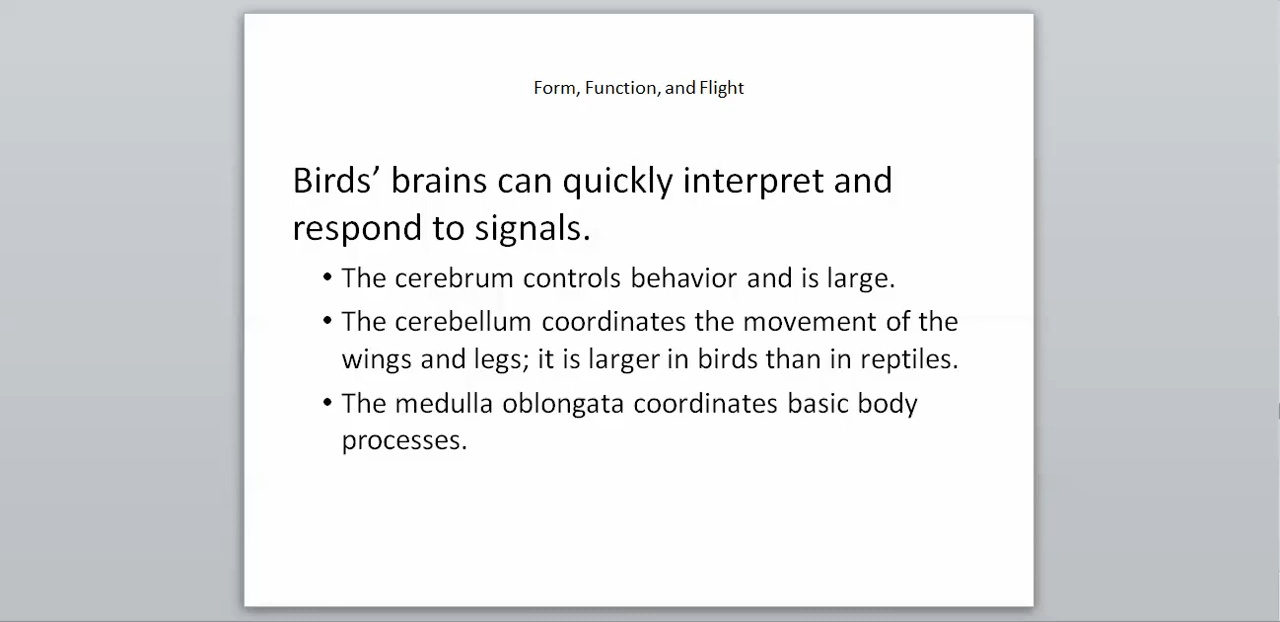 Form, Function, and Flight
Birds’ brains can quickly interpret and
respond to signals.
• The cerebrum controls behavior and is large.
• The cerebellum coordinates the movement of the
wings and legs; it is larger in birds than in reptiles.
• The medulla oblongata coordinates basic body
processes.